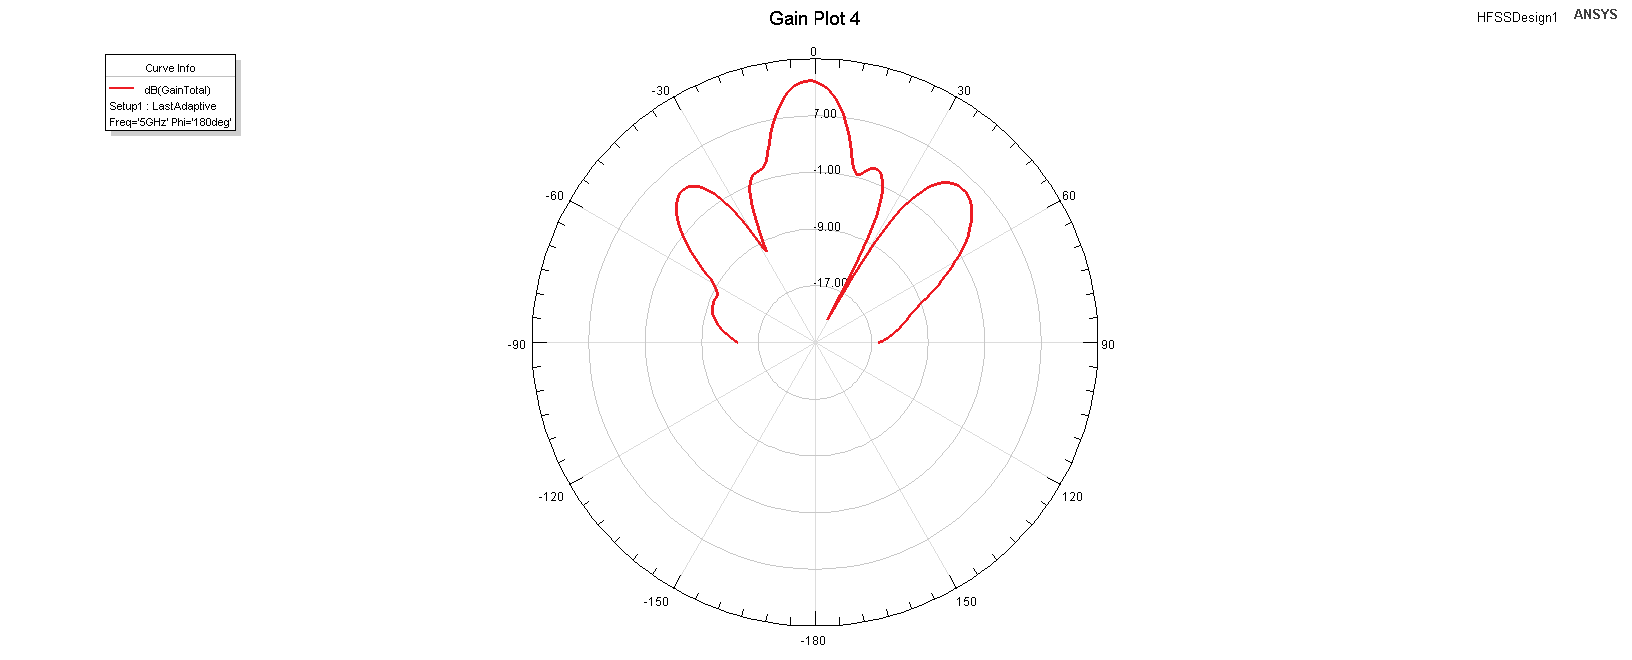 Gain Plot 4
HFSSDesign1
ANSYS
Curve Info
dB(GainTotal)
Setup1 : LastAdaptive
Freq='5GHz' Phi='180deg'
0
-30
30
7.00
-1.00
-60
60
-9.00
-17.00
-90
90
-120
120
-150
150
-180